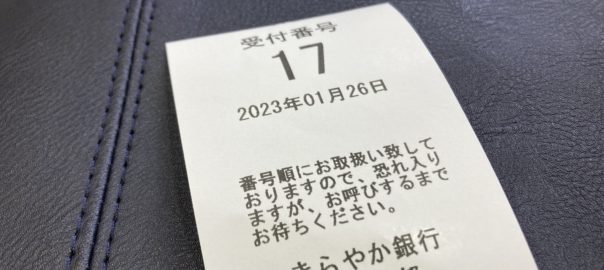 受付番号
17
2023年01月26日
番号順にお取扱い致して
おりますので、恐れ入り
ますが、お呼びするまで
お待ちください。
きらやか銀行